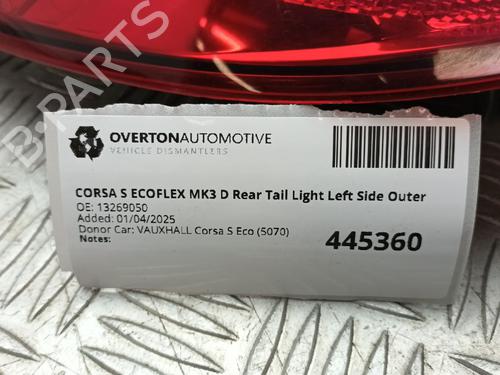 B-PARTS
OVERTONAUTOMOTIVE
VEHICLE DISMANTLERS
CORSA S ECOFLEX MK3 D Rear Tail Light Left Side Outer
OE: 13269050
Added: 01/04/2025
Donor Car: VAUXHALL Corsa S Eco (5070)
Notes:
445360